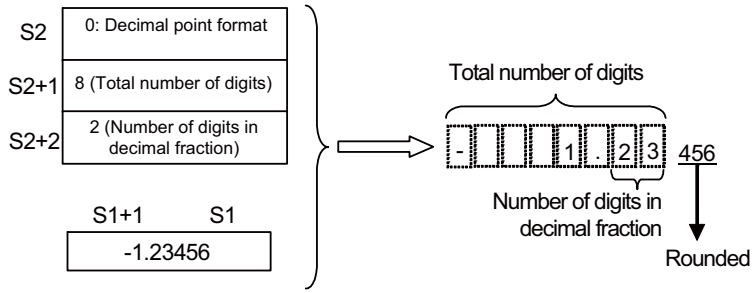 S2
0: Decimal point format
S2+1
8 (Total number of digits)
S2+2
2 (Number of digits in
decimal fraction)
S1+1 S1
-1.23456
Total number of digits
- 1 . 2 3 456
Number of digits in
decimal fraction
Rounded